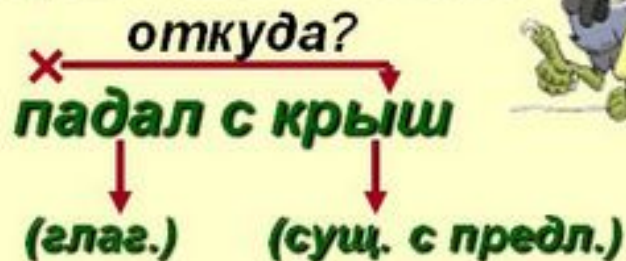 откуда?
падал с крыш
(глаг.) (сущ. с предл.)